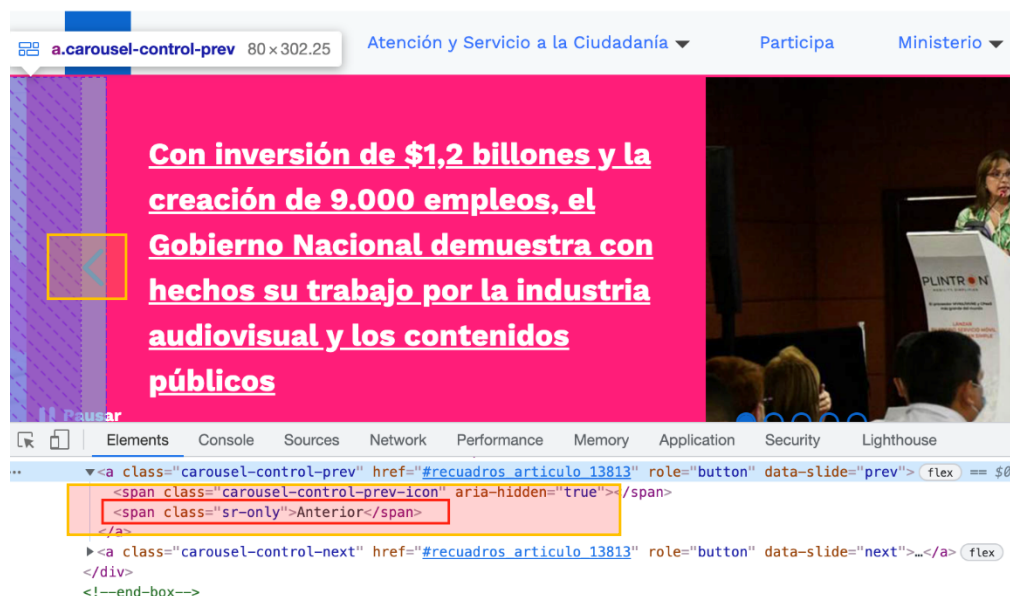 a.carousel-control-prev 80 × 302.25
Atención y Servicio a la Ciudadanía Participa Ministerio
Con inversión de $1,2 billones y la
creación de 9.000 empleos, el
Gobierno Nacional demuestra con
hechos su trabajo por la industria
audiovisual y los contenidos
públicos
PLINTRON
Pausar
Elements Console Sources Network Performance Memory Application Security Lighthouse
… ▼<a class="carousel-control-prev" href="#recuadros_articulo_13813" role="button" data-slide="prev"> flex == $0
<span class="carousel-control-prev-icon" aria-hidden="true"></span>
<span class="sr-only">Anterior</span>
</a>
▶<a class="carousel-control-next" href="#recuadros_articulo_13813" role="button" data-slide="next">…</a> flex
</div>
<!--end-box-->